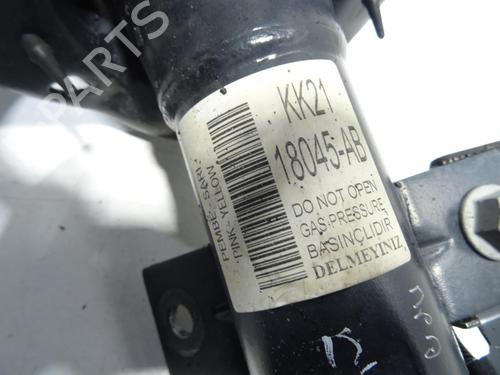 KK21
18045-AB
DO NOT OPEN
GAS-PRESSURE
BASINÇLIDIR
DELMEYINIZ
PEMBE- SARI
PINK- YELLOW
B-PARTS